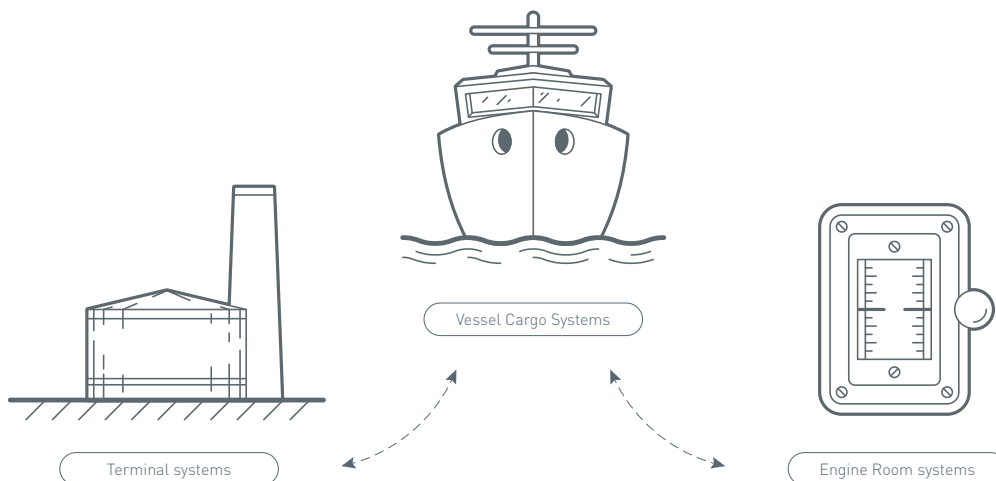 Vessel Cargo Systems
Terminal systems
Engine Room systems